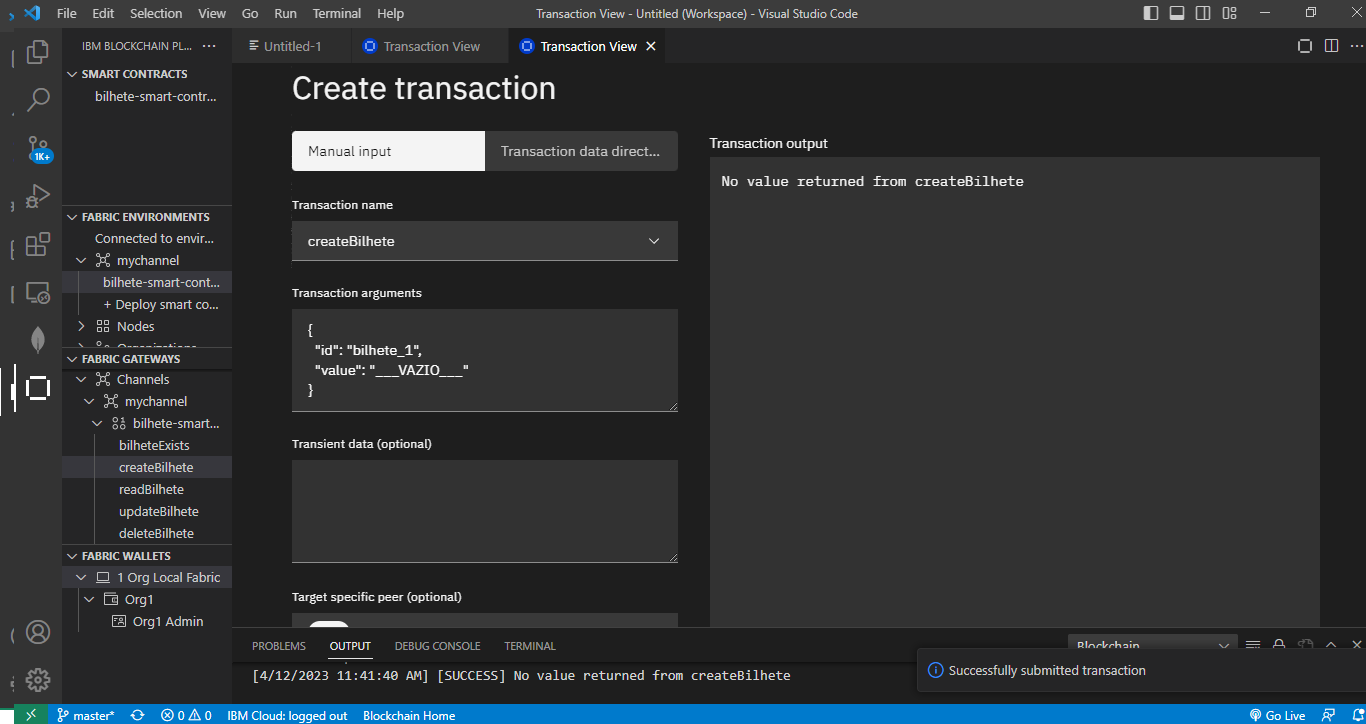 File Edit Selection View Go Run Terminal Help
Transaction View - Untitled (Workspace) - Visual Studio Code
IBM BLOCKCHAIN PL... ···
SMART CONTRACTS
bilhete-smart-contr...
1K+
FABRIC ENVIRONMENTS
Connected to envir...
mychannel
bilhete-smart-cont...
+ Deploy smart co...
Nodes
FABRIC GATEWAYS
Channels
mychannel
bilhete-smart...
bilheteExists
createBilhete
readBilhete
updateBilhete
deleteBilhete
FABRIC WALLETS
1 Org Local Fabric
Org1
Org1 Admin
Untitled-1 Transaction View Transaction View
Create transaction
Manual input Transaction data direct...
Transaction name
createBilhete
Transaction arguments
{
"id": "bilhete_1",
"value": "___VAZIO___"
}
Transient data (optional)
Target specific peer (optional)
Transaction output
No value returned from createBilhete
PROBLEMS OUTPUT DEBUG CONSOLE TERMINAL
Blockchain
[4/12/2023 11:41:40 AM] [SUCCESS] No value returned from createBilhete
Successfully submitted transaction
master* 0 0 IBM Cloud: logged out Blockchain Home Go Live